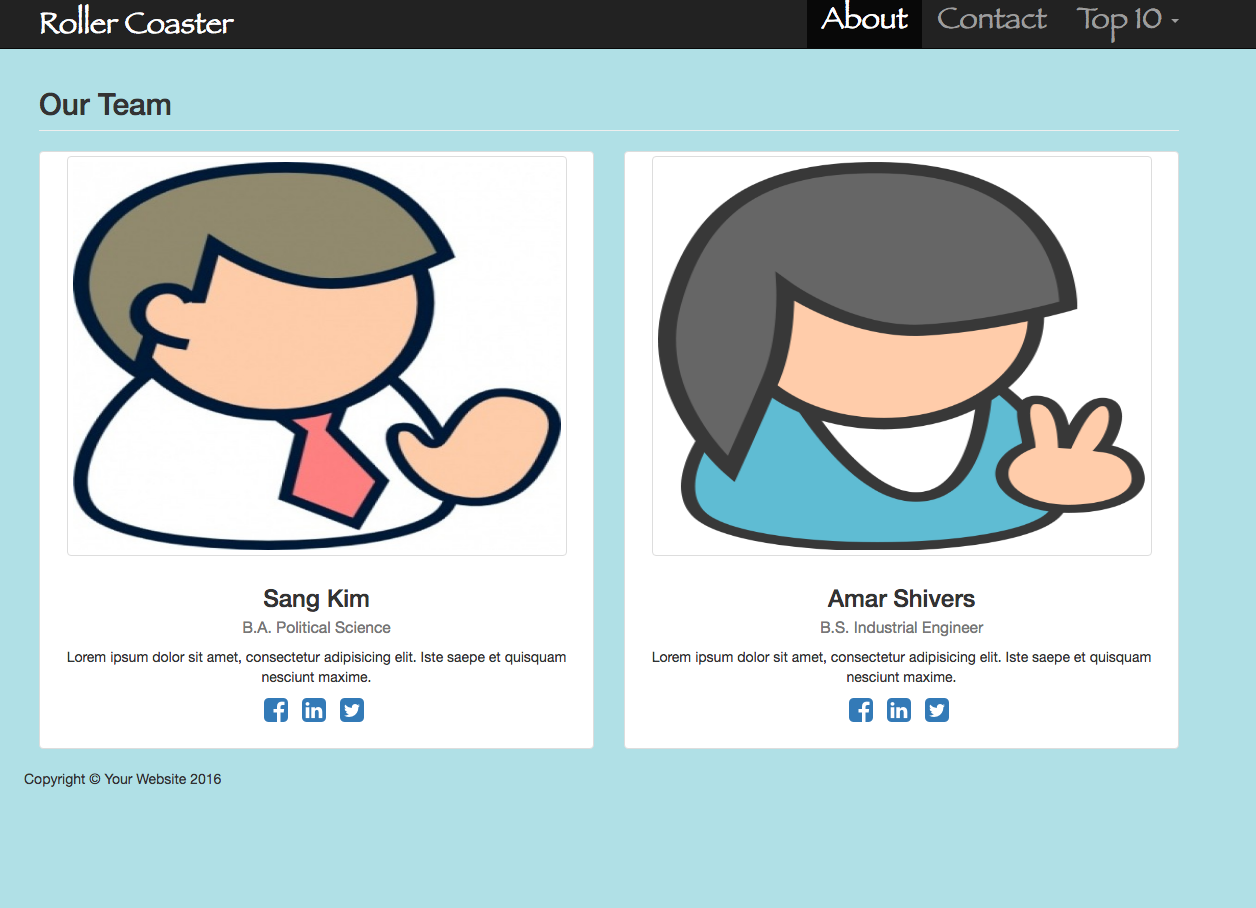 Roller Coaster
About Contact Top 10
Our Team
Sang Kim
B.A. Political Science
Lorem ipsum dolor sit amet, consectetur adipisicing elit. Iste saepe et quisquam
nesciunt maxime.
Amar Shivers
B.S. Industrial Engineer
Lorem ipsum dolor sit amet, consectetur adipisicing elit. Iste saepe et quisquam
nesciunt maxime.
Copyright © Your Website 2016